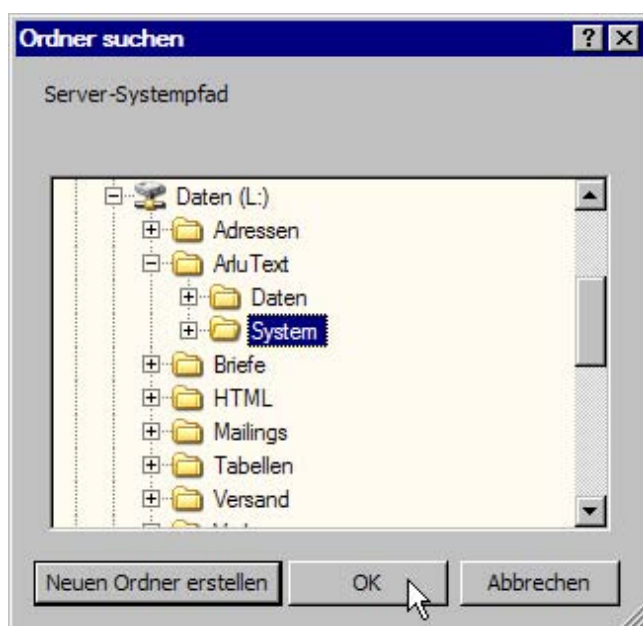 Ordner suchen
Server-Systempfad
Daten (L:)
Adressen
ArluText
Daten
System
Briefe
HTML
Mailings
Tabellen
Versand
Neuen Ordner erstellen OK Abbrechen